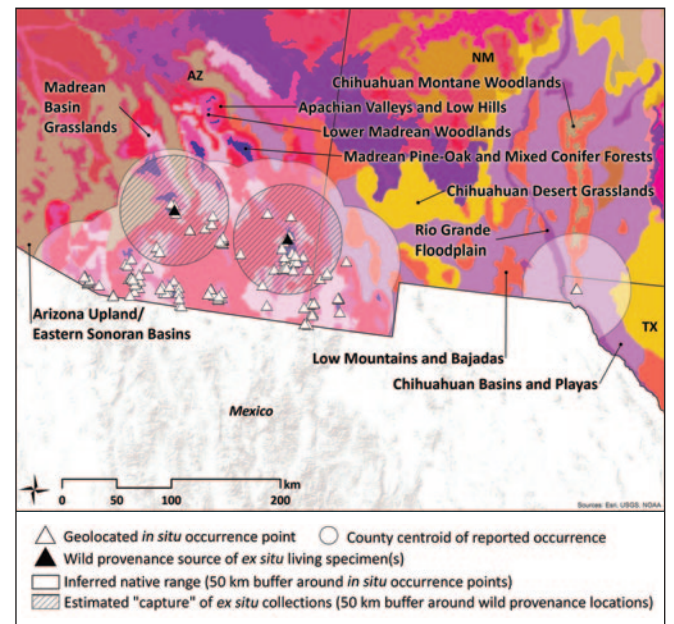 AZ
NM
Madrean
Basin
Grasslands
Chihuahuan Montane Woodlands
Apachian Valleys and Low Hills
Lower Madrean Woodlands
Madrean Pine-Oak and Mixed Conifer Forests
Chihuahuan Desert Grasslands
Rio Grande
Floodplain
Arizona Upland/
Eastern Sonoran Basins
TX
Low Mountains and Bajadas
Chihuahuan Basins and Playas
Mexico
km
0 50 100 200
Sources: Esri, USGS, NOAA
Geolocated in situ occurrence point
County centroid of reported occurrence
Wild provenance source of ex situ living specimen(s)
Inferred native range (50 km buffer around in situ occurrence points)
Estimated "capture" of ex situ collections (50 km buffer around wild provenance locations)